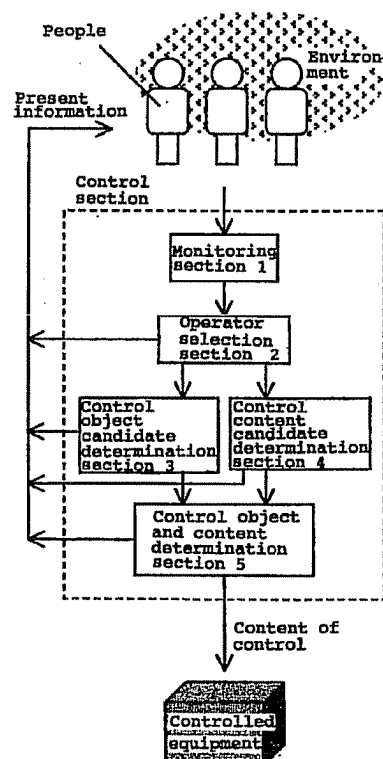 People
Environ-
ment
Present
information
Control
section
Monitoring
section 1
Operator
selection
section 2
Control
object
candidate
determination
section 3
Control
content
candidate
determination
section 4
Control object
and content
determination
section 5
Content of
control
Controlled
equipment